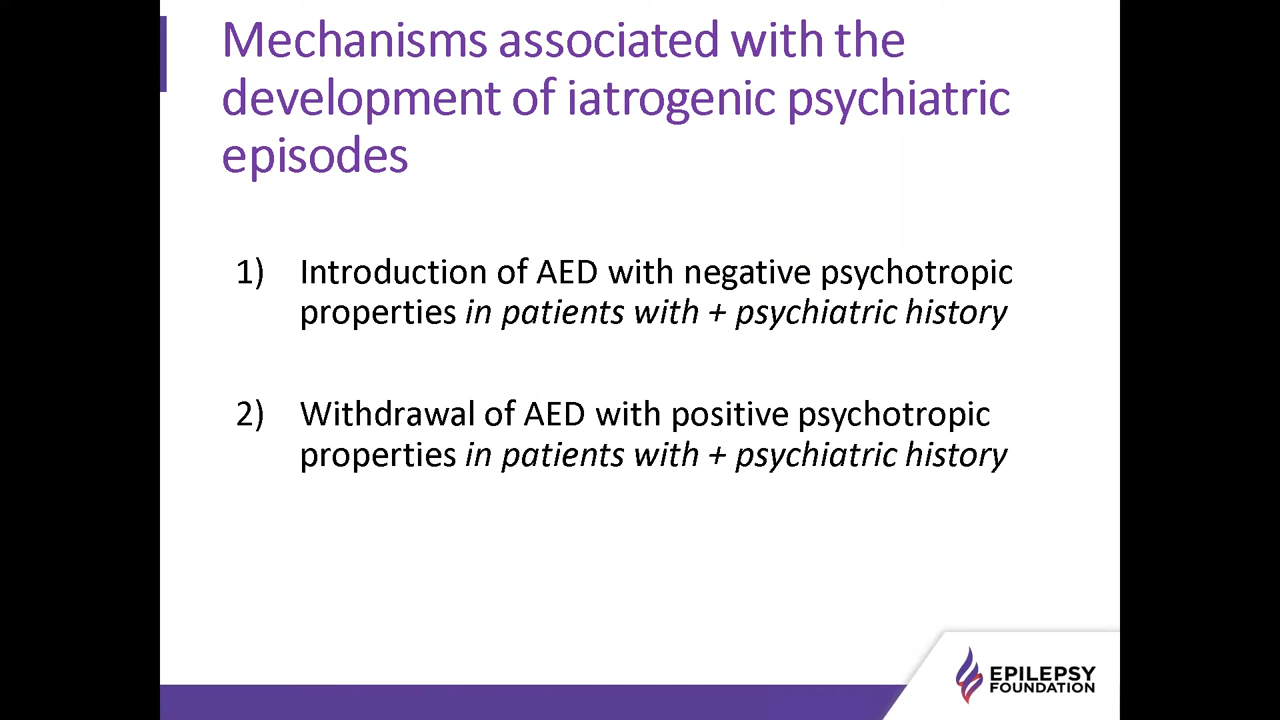 Mechanisms associated with the
development of iatrogenic psychiatric
episodes
1) Introduction of AED with negative psychotropic
properties in patients with + psychiatric history
2) Withdrawal of AED with positive psychotropic
properties in patients with + psychiatric history
EPILEPSY
FOUNDATION